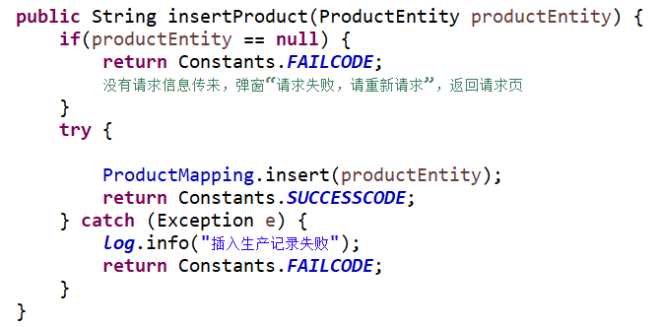 public String insertProduct(ProductEntity productEntity) {
    if(productEntity == null) {
        return Constants.FAILCODE;
        没有请求信息传来，弹窗“请求失败，请重新请求”，返回请求页
    }
    try {
        ProductMapping.insert(productEntity);
        return Constants.SUCCESSCODE;
    } catch (Exception e) {
        log.info("插入生产记录失败");
        return Constants.FAILCODE;
    }
}